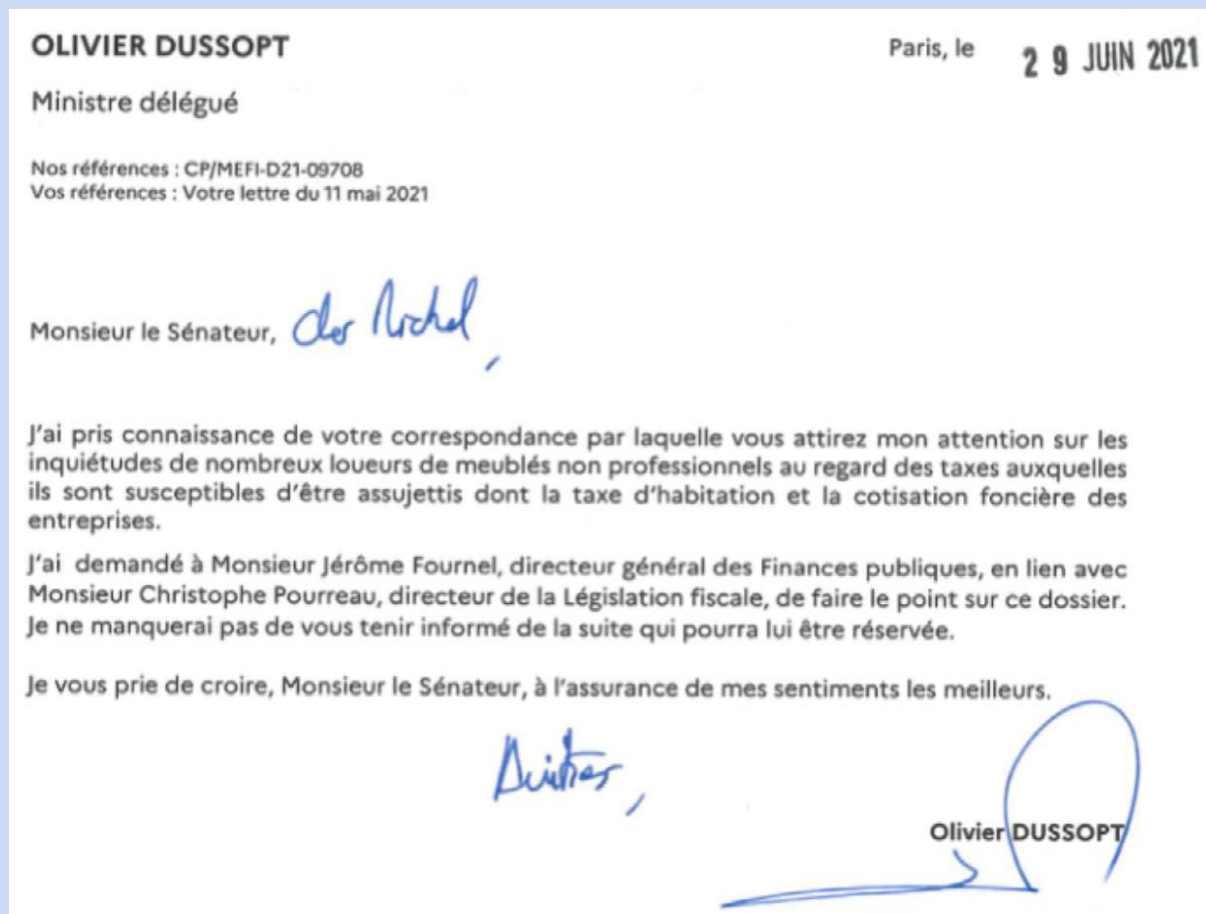 OLIVIER DUSSOPT
Paris, le 29 JUIN 2021
Ministre délégué
Nos références : CP/MEFI-D21-09708
Vos références : Votre lettre du 11 mai 2021
Monsieur le Sénateur, cher Michel,
J'ai pris connaissance de votre correspondance par laquelle vous attirez mon attention sur les
inquiétudes de nombreux loueurs de meublés non professionnels au regard des taxes auxquelles
ils sont susceptibles d'être assujettis dont la taxe d'habitation et la cotisation foncière des
entreprises.
J'ai demandé à Monsieur Jérôme Fournel, directeur général des Finances publiques, en lien avec
Monsieur Christophe Pourreau, directeur de la Législation fiscale, de faire le point sur ce dossier.
Je ne manquerai pas de vous tenir informé de la suite qui pourra lui être réservée.
Je vous prie de croire, Monsieur le Sénateur, à l'assurance de mes sentiments les meilleurs.
Olivier DUSSOPT